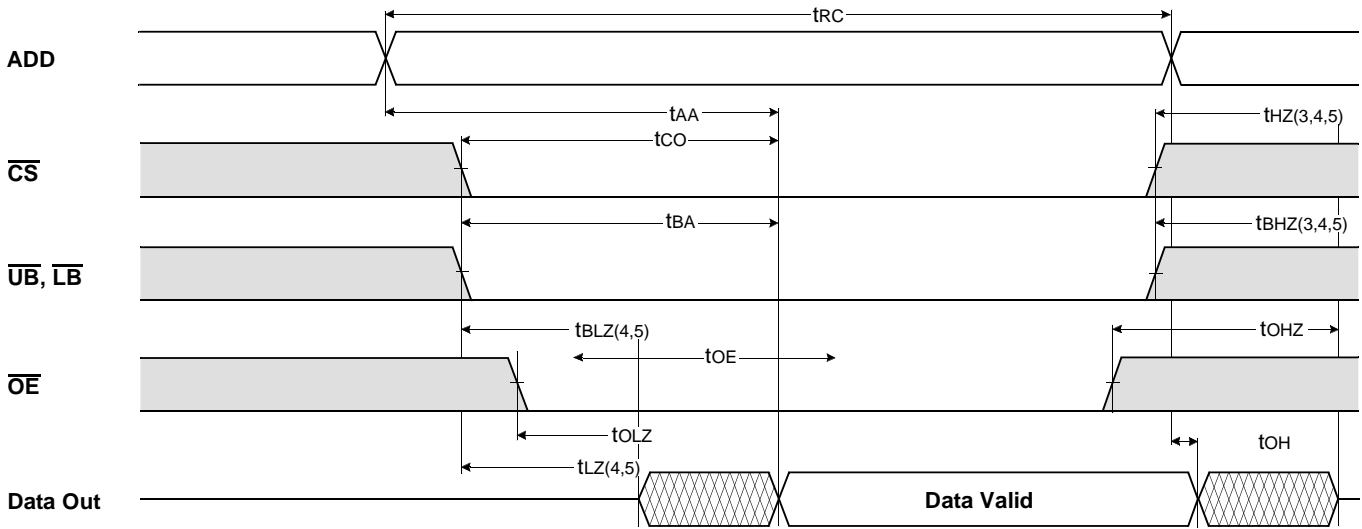 tRC
ADD
tAA
tHZ(3,4,5)
tCO
CS
tBA
tBHZ(3,4,5)
UB, LB
tBLZ(4,5)
tOHZ
tOE
OE
tOLZ
tOH
tLZ(4,5)
Data Out
Data Valid